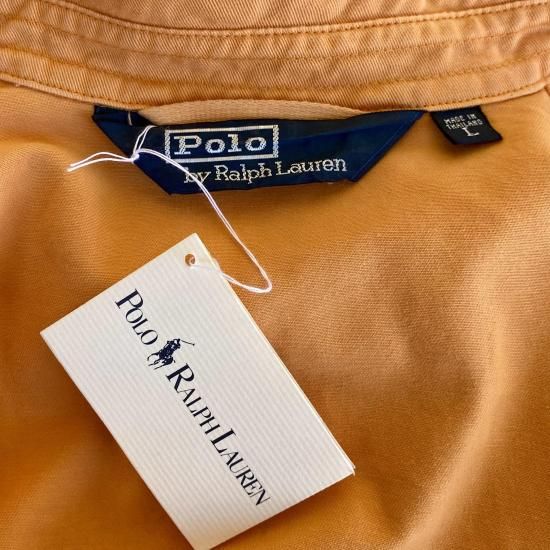 Polo
by Ralph Lauren
MADE IN
THAILAND
L
POLO RALPH LAUREN